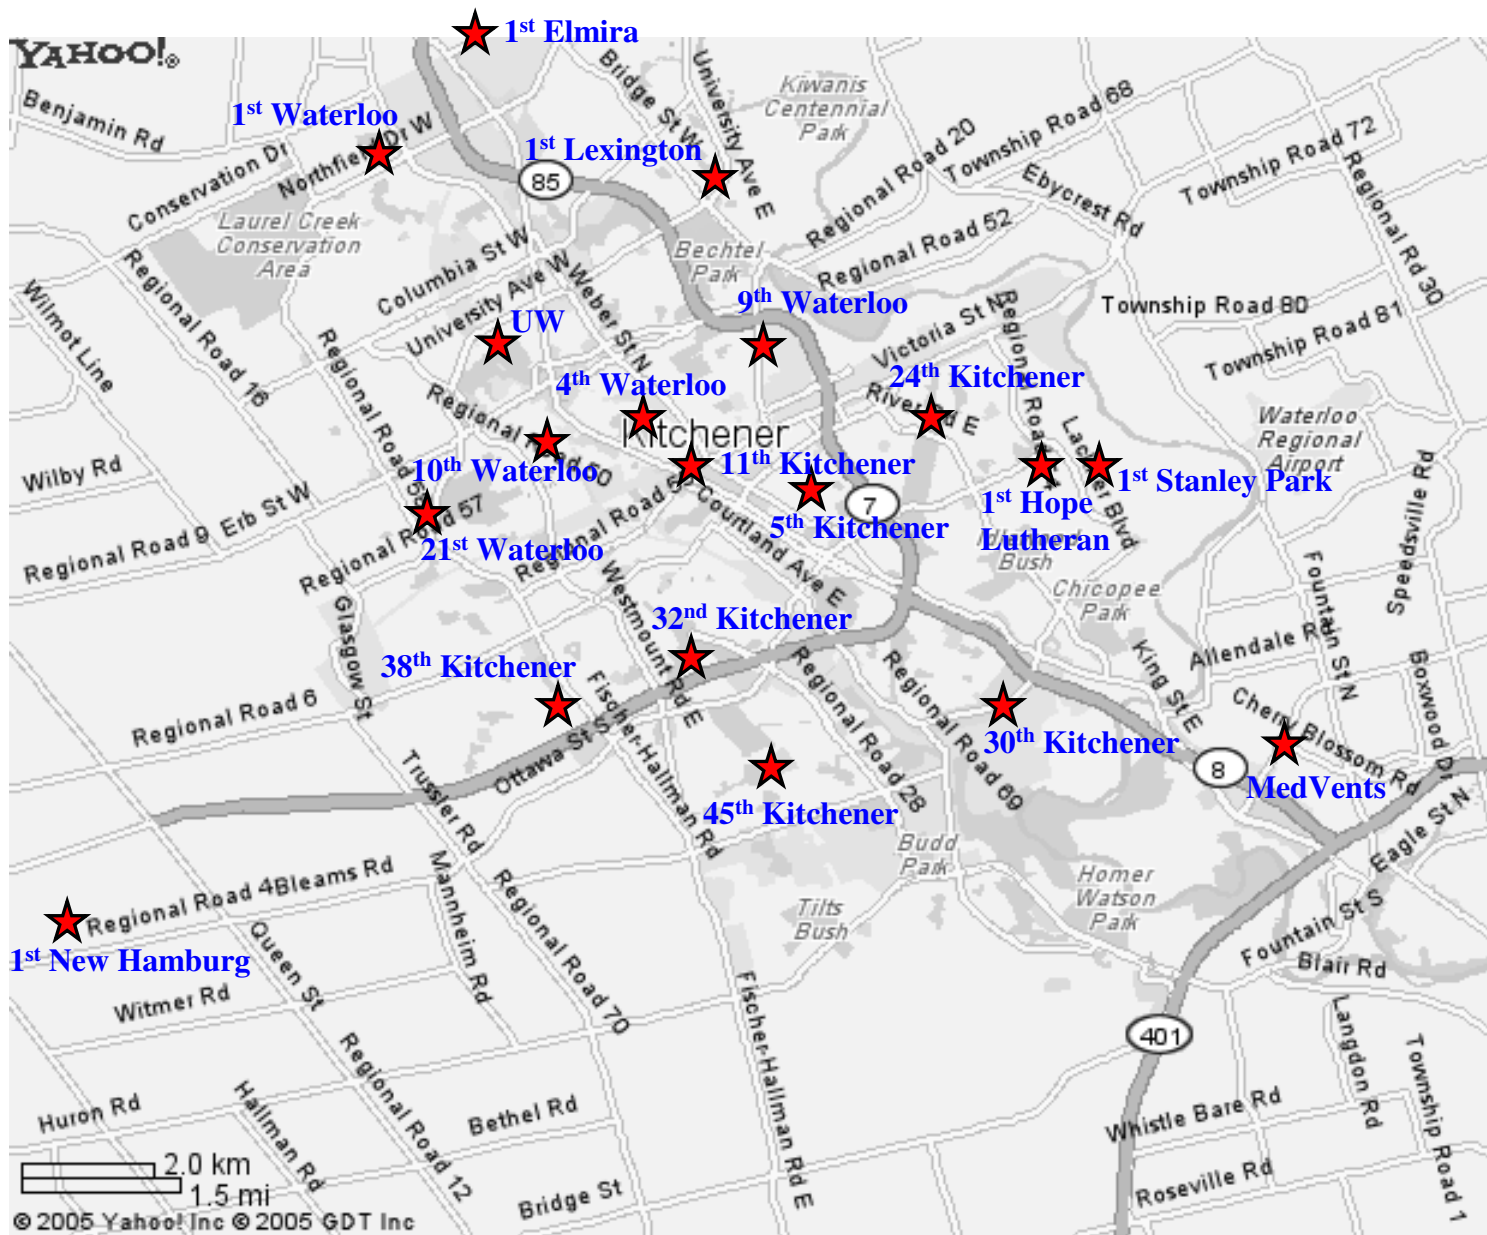 1st Elmira
YAHOO!®
Benjamin Rd
1st Waterloo
Bridge St W
University Ave E
Kiwanis
Centennial
Park
Township Road 68
Regional Road 20
Township Road 72
Conservation Dr
Northfield Dr W
1st Lexington
85
Ebycrest Rd
Regional Rd 30
Laurel Creek
Conservation
Area
Columbia St W
University Ave W
Bechtel
Park
Regional Road 52
Wilmot Line
Regional Road 16
Weber St N
9th Waterloo
Victoria St N
Township Road 80
Township Road 81
UW
Regional Road
24th Kitchener
4th Waterloo
River Rd E
Kitchener
Waterloo
Regional
Airport
Wilby Rd
10th Waterloo
11th Kitchener
1st Stanley Park
Regional Road 9
Erb St W
Regional Road 57
21st Waterloo
7
5th Kitchener
1st Hope
Lutheran
Bush
Speedsville Rd
Courtland Ave E
Chicopee
Park
Fountain St N
Glasgow St
Westmount Rd E
32nd Kitchener
38th Kitchener
Allendale Rd
Regional Road 6
Fischer-Hallman Rd
Regional Road 28
Regional Road 69
King St E
Boxwood Dr
30th Kitchener
Cherry Blossom Rd
Ottawa St S
Trussler Rd
8
MedVents
45th Kitchener
Budd
Park
Eagle St N
Regional Road 4
Bleams Rd
Mannheim Rd
Homer
Watson
Park
1st New Hamburg
Queen St
Regional Road 70
Tilts
Bush
Fountain St S
Blair Rd
Witmer Rd
Fischer-Hallman Rd E
401
Langdon Rd
Township Road 1
Huron Rd
Hallman Rd
Regional Road 12
Bethel Rd
Whistle Bare Rd
2.0 km
1.5 mi
Bridge St
Roseville Rd
© 2005 Yahoo! Inc © 2005 GDT Inc